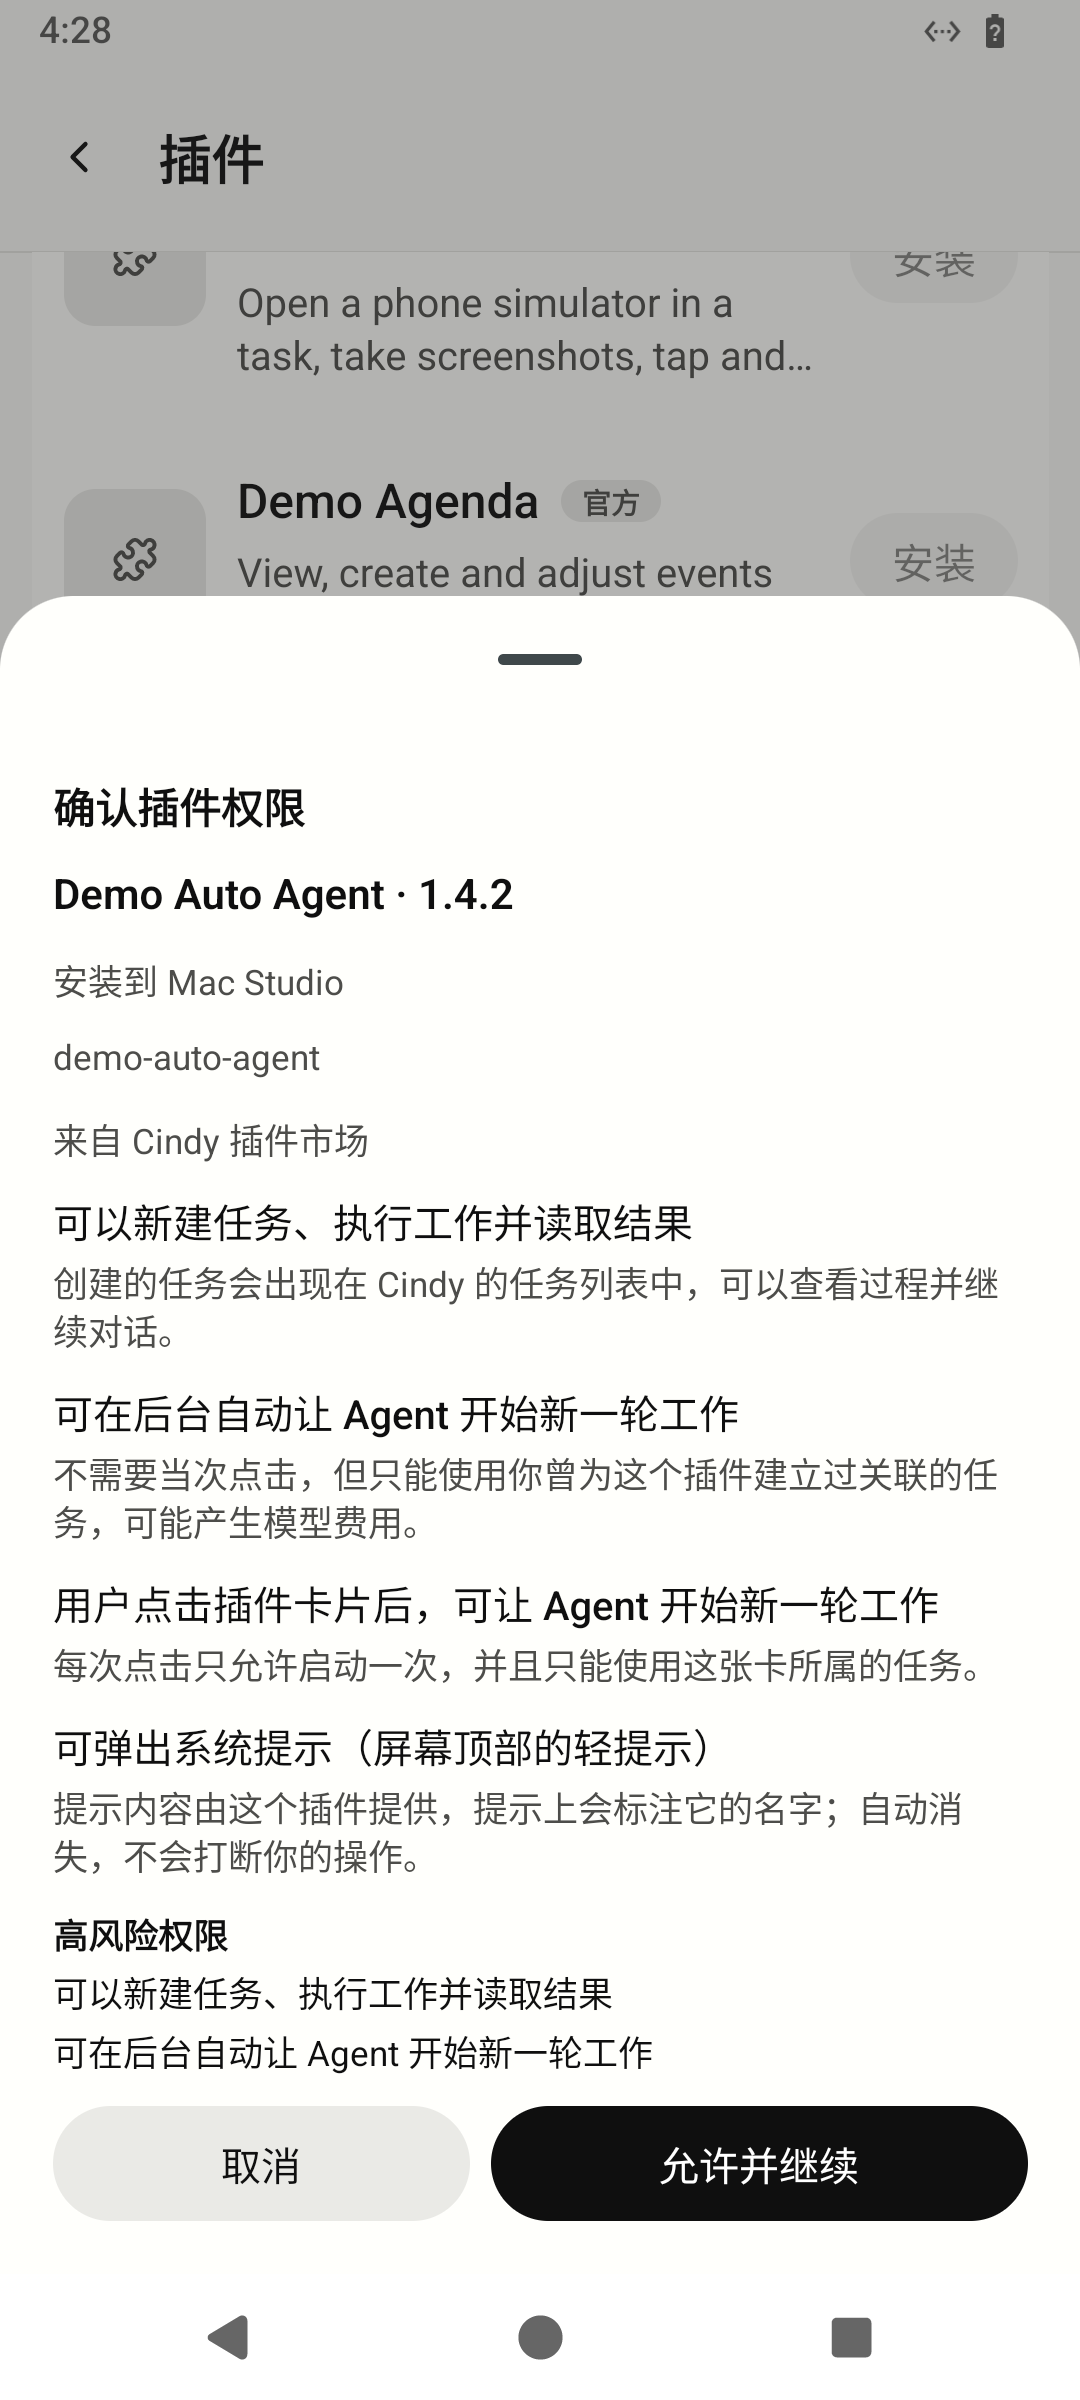 4:28
插件
安装
Open a phone simulator in a
task, take screenshots, tap and...
Demo Agenda 官方
View, create and adjust events
安装
确认插件权限
Demo Auto Agent · 1.4.2
安装到 Mac Studio
demo-auto-agent
来自 Cindy 插件市场
可以新建任务、执行工作并读取结果
创建的任务会出现在 Cindy 的任务列表中，可以查看过程并继
续对话。
可在后台自动让 Agent 开始新一轮工作
不需要当次点击，但只能使用你曾为这个插件建立过关联的任
务，可能产生模型费用。
用户点击插件卡片后，可让 Agent 开始新一轮工作
每次点击只允许启动一次，并且只能使用这张卡所属的任务。
可弹出系统提示（屏幕顶部的轻提示）
提示内容由这个插件提供，提示上会标注它的名字；自动消
失，不会打断你的操作。
高风险权限
可以新建任务、执行工作并读取结果
可在后台自动让 Agent 开始新一轮工作
取消
允许并继续